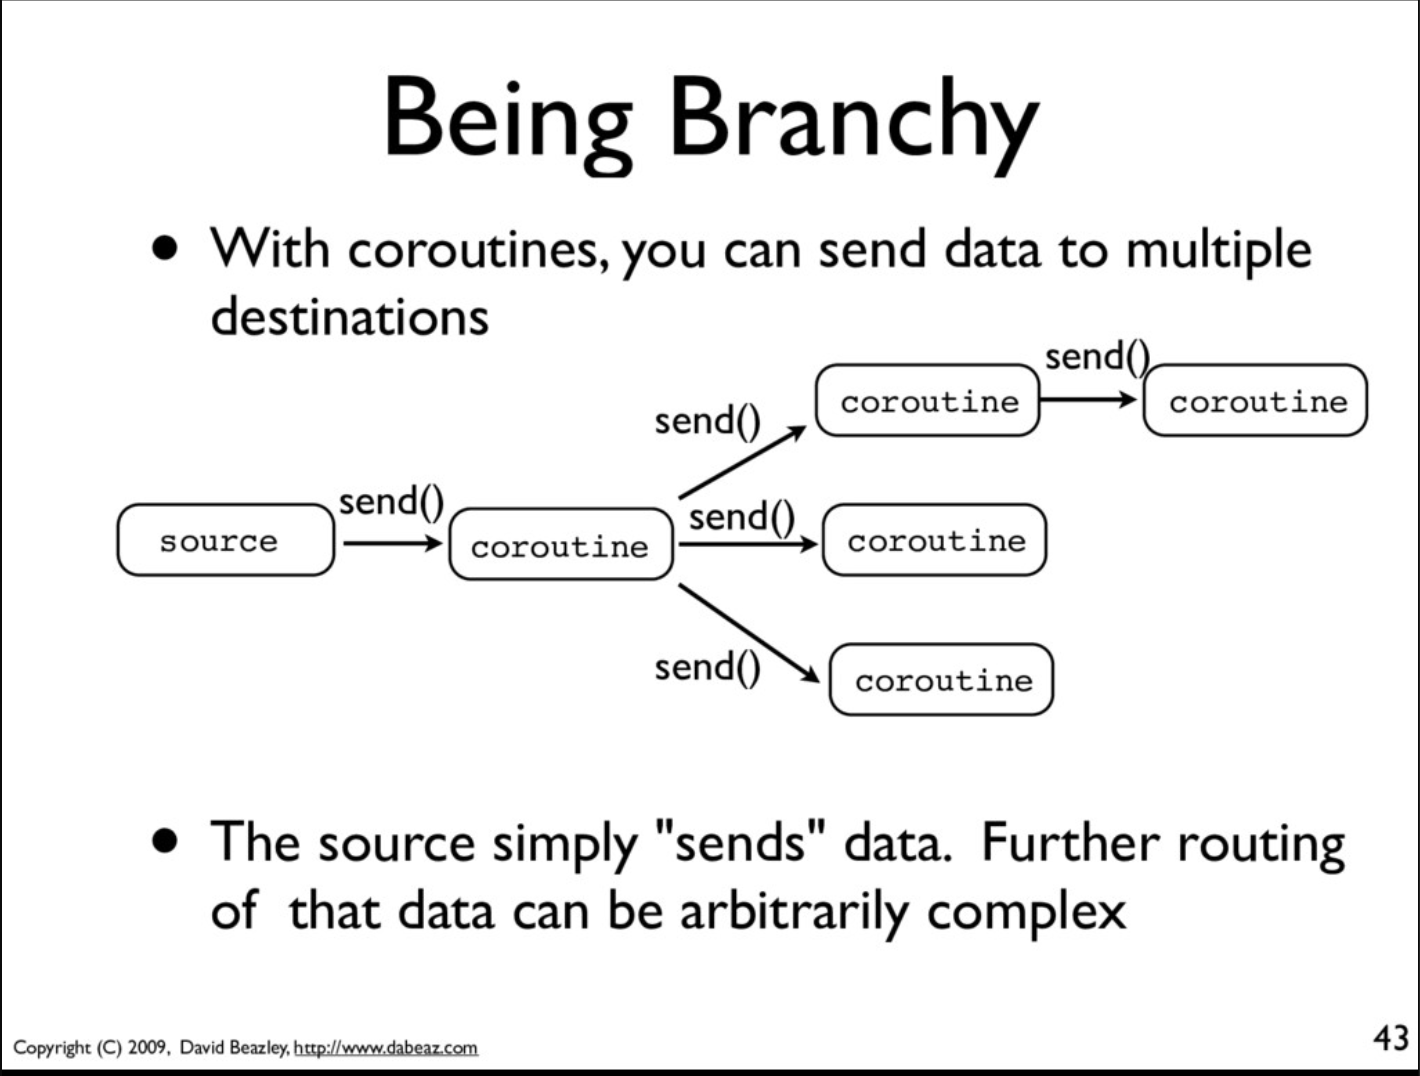 Being Branchy
• With coroutines, you can send data to multiple
destinations
send()
coroutine
coroutine
send()
send()
source
coroutine
send()
coroutine
send()
coroutine
• The source simply "sends" data.  Further routing
of  that data can be arbitrarily complex
Copyright (C) 2009,  David Beazley, http://www.dabeaz.com
43